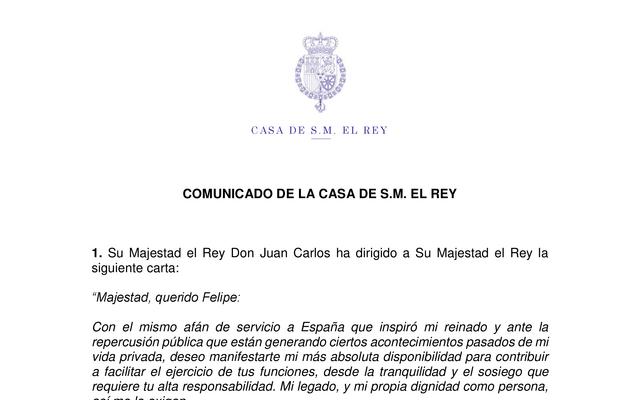 CASA DE S.M. EL REY
COMUNICADO DE LA CASA DE S.M. EL REY
1. Su Majestad el Rey Don Juan Carlos ha dirigido a Su Majestad el Rey la
siguiente carta:
“Majestad, querido Felipe:
Con el mismo afán de servicio a España que inspiró mi reinado y ante la
repercusión pública que están generando ciertos acontecimientos pasados de mi
vida privada, deseo manifestarte mi más absoluta disponibilidad para contribuir
a facilitar el ejercicio de tus funciones, desde la tranquilidad y el sosiego que
requiere tu alta responsabilidad. Mi legado, y mi propia dignidad como persona,
así me lo exigen